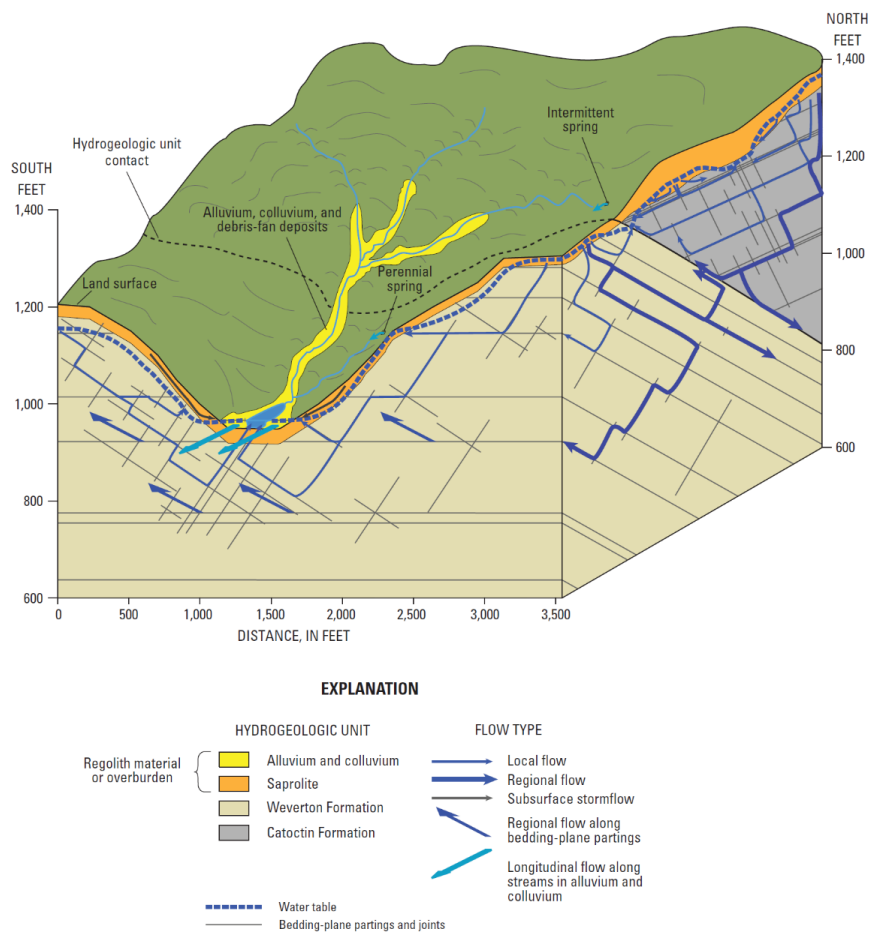 NORTH
FEET
1,400
1,200
1,000
800
600
Intermittent
spring
Hydrogeologic unit
contact
SOUTH
FEET
1,400
1,200
1,000
800
600
Alluvium, colluvium, and
debris-fan deposits
Perennial
spring
Land surface
0
500
1,000
1,500
2,000
2,500
3,000
3,500
DISTANCE, IN FEET
EXPLANATION
HYDROGEOLOGIC UNIT
Regolith material
or overburden
Alluvium and colluvium
Saprolite
Weverton Formation
Catoctin Formation
FLOW TYPE
Local flow
Regional flow
Subsurface stormflow
Regional flow along
bedding-plane partings
Longitudinal flow along
streams in alluvium and
colluvium
Water table
Bedding-plane partings and joints